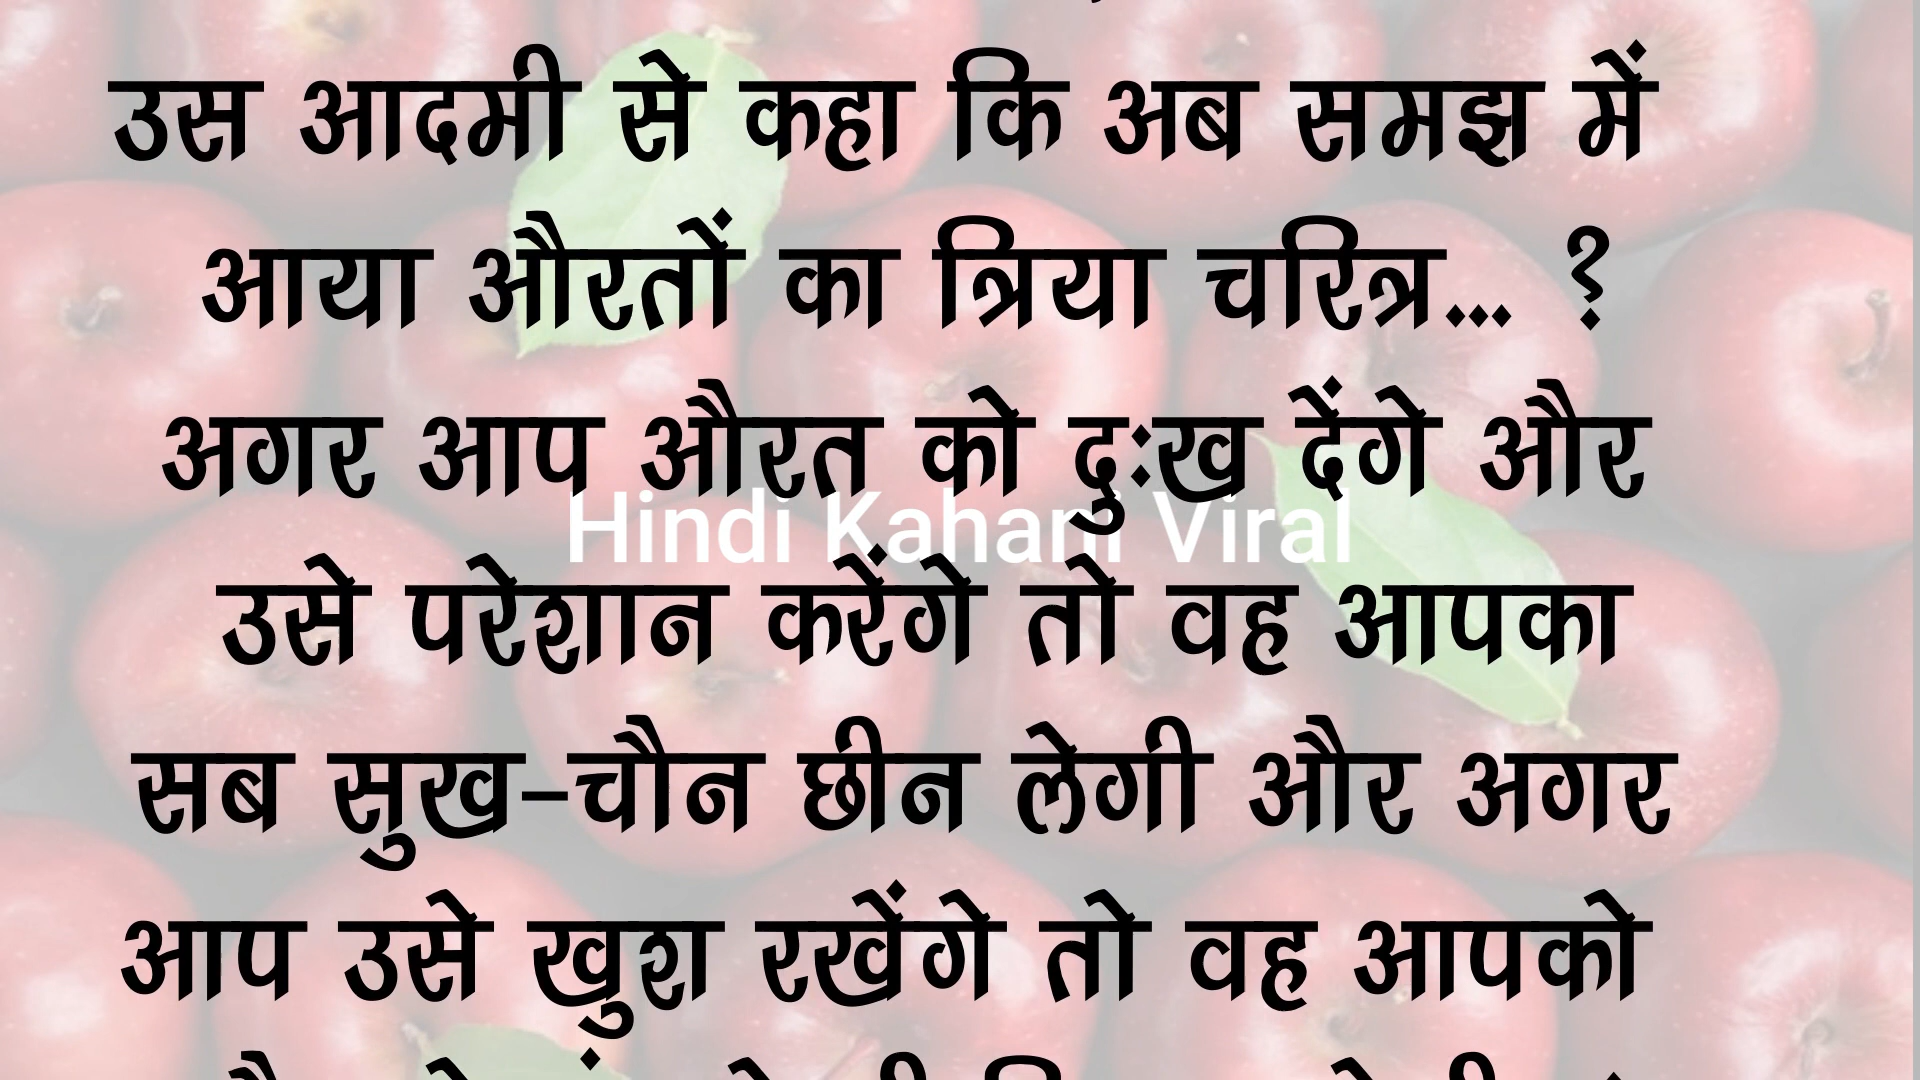 उस आदमी से कहा कि अब समझ में
आया औरतों का त्रिया चरित्र... ?
अगर आप औरत को दुःख देंगे और
Hindi Kahani Viral
उसे परेशान करेंगे तो वह आपका
सब सुख-चौन छीन लेगी और अगर
आप उसे खुश रखेंगे तो वह आपको